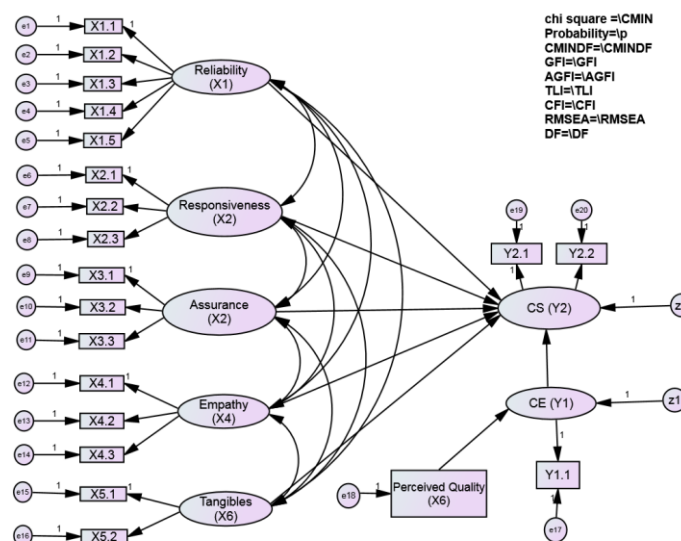 chi square =\CMIN
Probability=\p
CMINDF=\CMINDF
GFI=\GFI
AGFI=\AGFI
TLI=\TLI
CFI=\CFI
RMSEA=\RMSEA
DF=\DF
e1 1 X1.1 1
e2 1 X1.2
e3 1 X1.3
e4 1 X1.4
e5 1 X1.5
Reliability
(X1)
e6 1 X2.1 1
e7 1 X2.2
e8 1 X2.3
Responsiveness
(X2)
e9 1 X3.1 1
e10 1 X3.2
e11 1 X3.3
Assurance
(X2)
e12 1 X4.1 1
e13 1 X4.2
e14 1 X4.3
Empathy
(X4)
e15 1 X5.1 1
e16 1 X5.2
Tangibles
(X6)
e19 e20
1 1
Y2.1 Y2.2
1
CS (Y2) 1
CE (Y1) 1 z1
1
Y1.1
1
e17
e18 1 Perceived Quality
(X6)